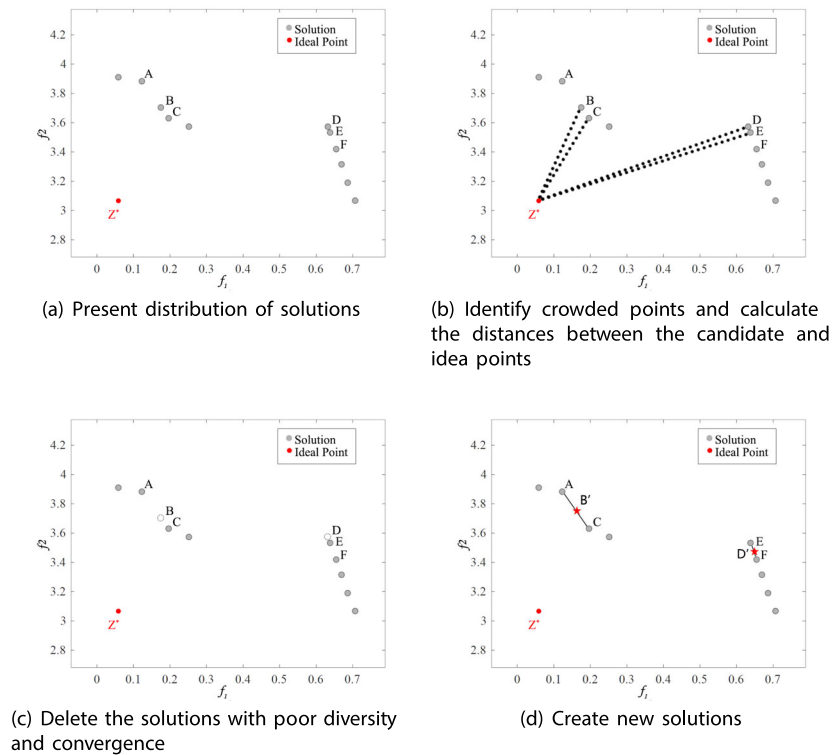 4.2
4
3.8
3.6
3.4
3.2
3
2.8
f2
0 0.1 0.2 0.3 0.4 0.5 0.6 0.7
f₁
Solution
Ideal Point
A
B
C
D
E
F
Z*
(a) Present distribution of solutions
4.2
4
3.8
3.6
3.4
3.2
3
2.8
f2
0 0.1 0.2 0.3 0.4 0.5 0.6 0.7
f₁
Solution
Ideal Point
A
B
C
D
E
F
Z*
(b) Identify crowded points and calculate
the distances between the candidate and
idea points
4.2
4
3.8
3.6
3.4
3.2
3
2.8
f2
0 0.1 0.2 0.3 0.4 0.5 0.6 0.7
f₁
Solution
Ideal Point
A
B
C
D
E
F
Z*
(c) Delete the solutions with poor diversity
and convergence
4.2
4
3.8
3.6
3.4
3.2
3
2.8
f2
0 0.1 0.2 0.3 0.4 0.5 0.6 0.7
f₁
Solution
Ideal Point
A
B′
C
E
D′ F
Z*
(d) Create new solutions